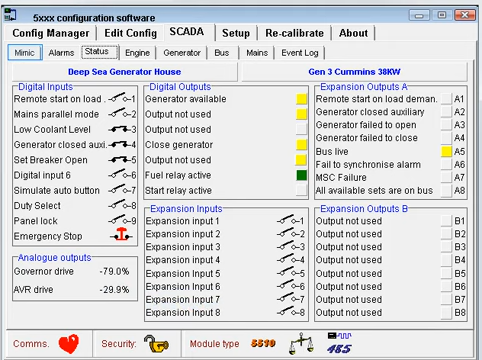 5xxx configuration software
Config Manager Edit Config SCADA Setup Re-calibrate About
Mimic Alarms Status Engine Generator Bus Mains Event Log
Deep Sea Generator House Gen 3 Cummins 38KW
Digital Inputs
Remote start on load . 1
Mains parallel mode 2
Low Coolant Level 3
Generator closed auxi. 4
Set Breaker Open 5
Digital input 6 6
Simulate auto button 7
Duty Select 8
Panel lock 9
Emergency Stop
Analogue outputs
Governor drive -79.0%
AVR drive -29.9%
Digital Outputs
Generator available
Output not used
Output not used
Close generator
Output not used
Fuel relay active
Start relay active
Expansion Inputs
Expansion input 1 1
Expansion input 2 2
Expansion input 3 3
Expansion input 4 4
Expansion input 5 5
Expansion input 6 6
Expansion input 7 7
Expansion input 8 8
Expansion Outputs A
Remote start on load deman. A1
Generator closed auxiliary A2
Generator failed to open A3
Generator failed to close A4
Bus live A5
Fail to synchronise alarm A6
MSC Failure A7
All available sets are on bus A8
Expansion Outputs B
Output not used B1
Output not used B2
Output not used B3
Output not used B4
Output not used B5
Output not used B6
Output not used B7
Output not used B8
Comms. Security: Module type 5510 485